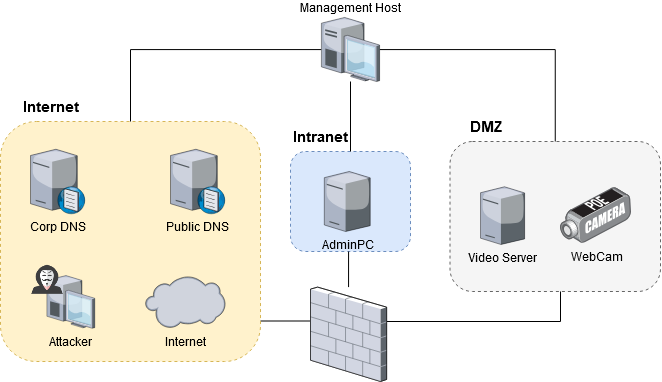 Management Host
Internet
Intranet
DMZ
Corp DNS
Public DNS
AdminPC
Video Server
POE
CAMERA
WebCam
Attacker
Internet